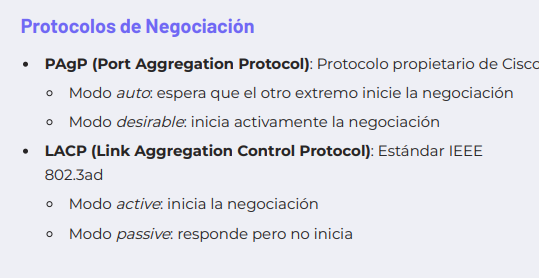 Protocolos de Negociación
• PAgP (Port Aggregation Protocol): Protocolo propietario de Cisco
◦ Modo auto: espera que el otro extremo inicie la negociación
◦ Modo desirable: inicia activamente la negociación
• LACP (Link Aggregation Control Protocol): Estándar IEEE
802.3ad
◦ Modo active: inicia la negociación
◦ Modo passive: responde pero no inicia